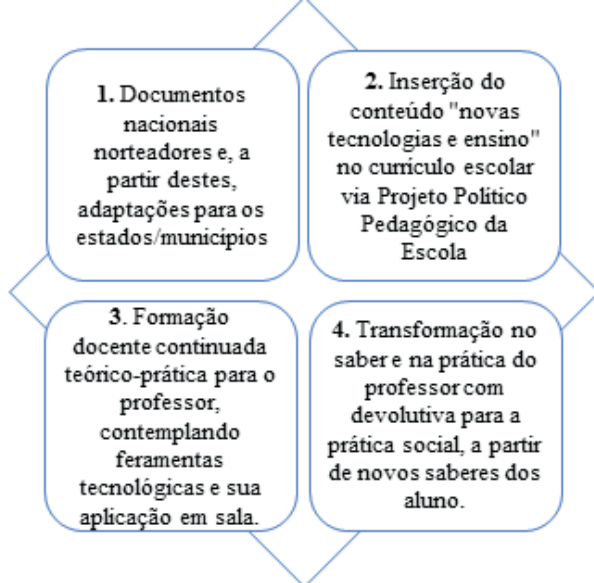 1. Documentos
nacionais
norteadores e, a
partir destes,
adaptações para os
estados/municípios
2. Inserção do
conteúdo "novas
tecnologias e ensino"
no currículo escolar
via Projeto Político
Pedagógico da
Escola
3. Formação
docente continuada
teórico-prática para o
professor,
contemplando
feramentas
tecnológicas e sua
aplicação em sala.
4. Transformação no
saber e na prática do
professor com
devolutiva para a
prática social, a partir
de novos saberes dos
aluno.